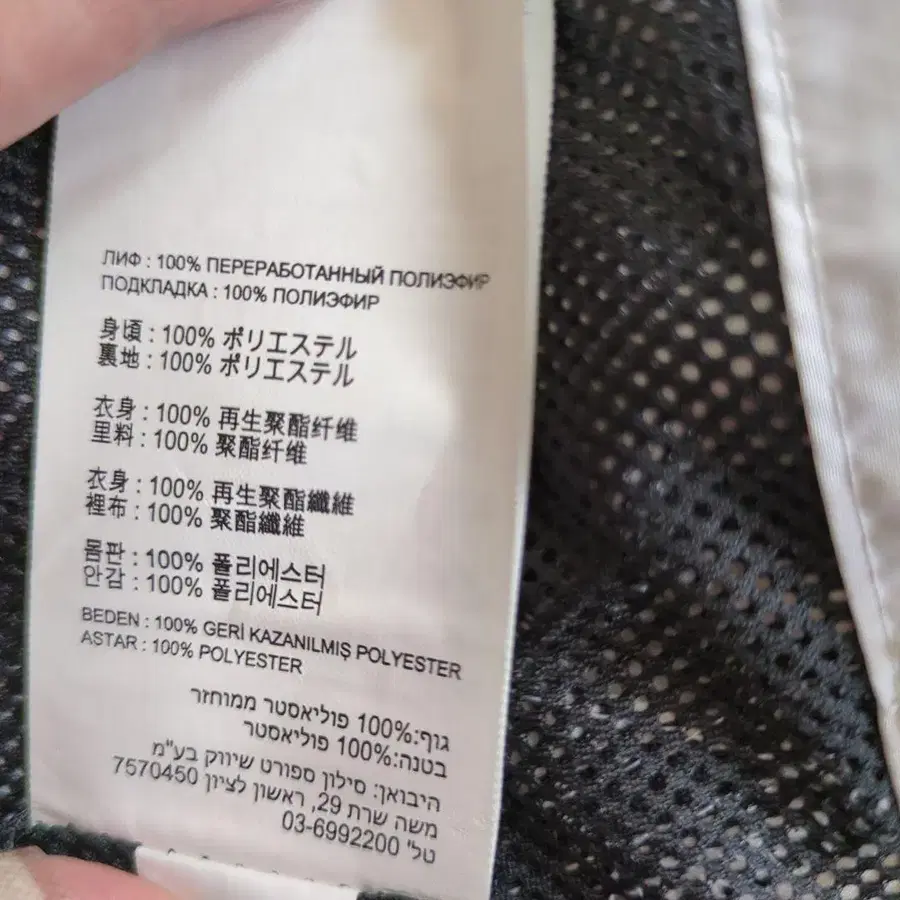 ЛИФ : 100% ПЕРЕРАБОТАННЫЙ ПОЛИЭФИР
ПОДКЛАДКА : 100% ПОЛИЭФИР
身頃 : 100% ポリエステル
裏地 : 100% ポリエステル
衣身 : 100% 再生聚酯纤维
里料 : 100% 聚酯纤维
衣身 : 100% 再生聚酯纖維
裡布 : 100% 聚酯纖維
몸판 : 100% 폴리에스터
안감 : 100% 폴리에스터
BEDEN : 100% GERİ KAZANILMIŞ POLYESTER
ASTAR : 100% POLYESTER
גוף:100% פוליאסטר ממוחזר
בטנה:100% פוליאסטר
היבואן: סילון ספורט שיווק בע"מ
משה שרת 29, ראשון לציון 7570450
טל' 03-6992200